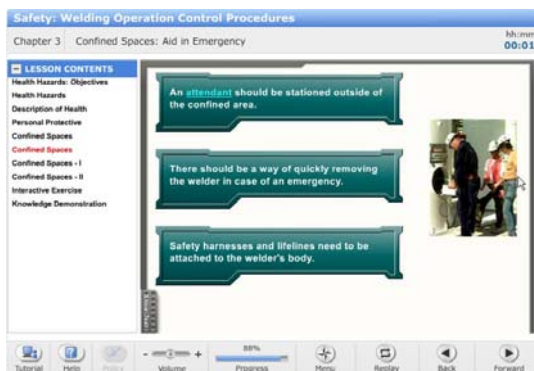 Safety: Welding Operation Control Procedures
Chapter 3 Confined Spaces: Aid in Emergency
hh:mm
00:01
LESSON CONTENTS
Health Hazards: Objectives
Health Hazards
Description of Health
Personal Protective
Confined Spaces
Confined Spaces
Confined Spaces - I
Confined Spaces - II
Interactive Exercise
Knowledge Demonstration
An attendant should be stationed outside of
the confined area.
There should be a way of quickly removing
the welder in case of an emergency.
Safety harnesses and lifelines need to be
attached to the welder's body.
- +
88%
Tutorial Help Policy Volume Progress Menu Replay Back Forward